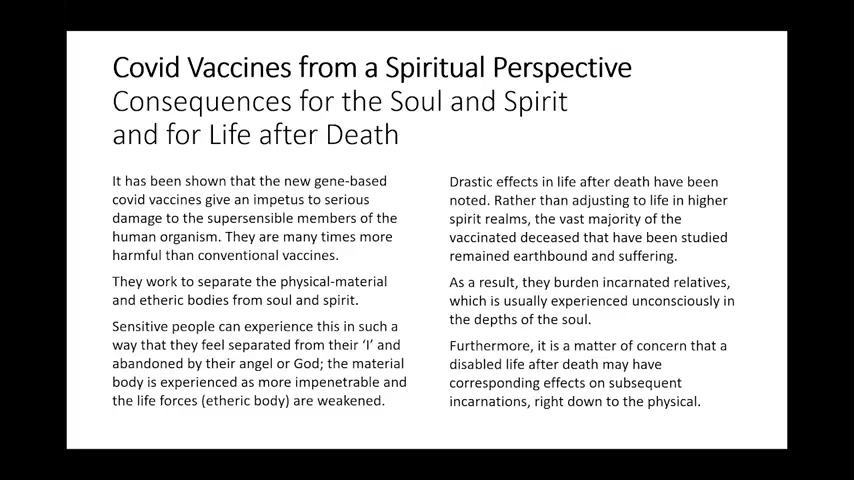 Covid Vaccines from a Spiritual Perspective
Consequences for the Soul and Spirit
and for Life after Death
It has been shown that the new gene-based
covid vaccines give an impetus to serious
damage to the supersensible members of the
human organism. They are many times more
harmful than conventional vaccines.
They work to separate the physical-material
and etheric bodies from soul and spirit.
Sensitive people can experience this in such a
way that they feel separated from their ‘I’ and
abandoned by their angel or God; the material
body is experienced as more impenetrable and
the life forces (etheric body) are weakened.
Drastic effects in life after death have been
noted. Rather than adjusting to life in higher
spirit realms, the vast majority of the
vaccinated deceased that have been studied
remained earthbound and suffering.
As a result, they burden incarnated relatives,
which is usually experienced unconsciously in
the depths of the soul.
Furthermore, it is a matter of concern that a
disabled life after death may have
corresponding effects on subsequent
incarnations, right down to the physical.